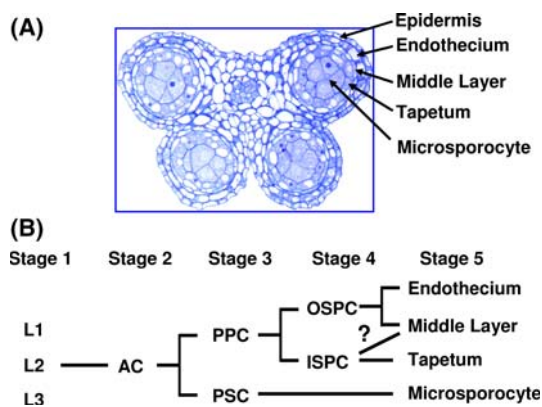 (A)
Epidermis
Endothecium
Middle Layer
Tapetum
Microsporocyte
(B)
Stage 1 Stage 2 Stage 3 Stage 4 Stage 5
Endothecium
OSPC
L1 PPC ? Middle Layer
L2 AC ISPC Tapetum
L3 PSC Microsporocyte